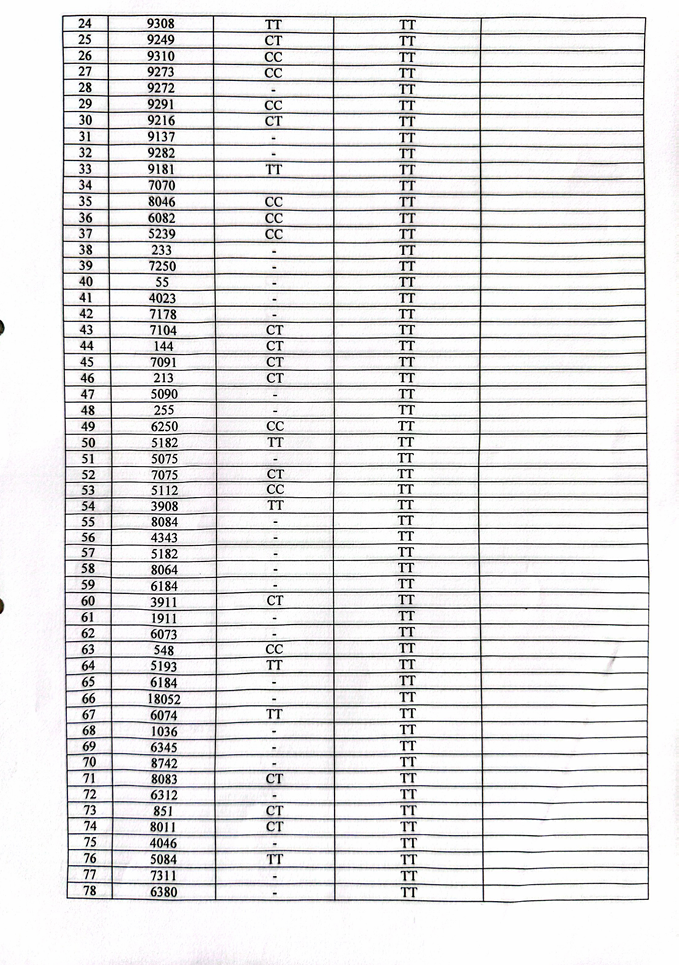 24 9308 TT TT
25 9249 CT TT
26 9310 CC TT
27 9273 CC TT
28 9272 - TT
29 9291 CC TT
30 9216 CT TT
31 9137 - TT
32 9282 - TT
33 9181 TT TT
34 7070 TT
35 8046 CC TT
36 6082 CC TT
37 5239 CC TT
38 233 - TT
39 7250 - TT
40 55 - TT
41 4023 - TT
42 7178 - TT
43 7104 CT TT
44 144 CT TT
45 7091 CT TT
46 213 CT TT
47 5090 - TT
48 255 - TT
49 6250 CC TT
50 5182 TT TT
51 5075 - TT
52 7075 CT TT
53 5112 CC TT
54 3908 TT TT
55 8084 - TT
56 4343 - TT
57 5182 - TT
58 8064 - TT
59 6184 - TT
60 3911 CT TT
61 1911 - TT
62 6073 - TT
63 548 CC TT
64 5193 TT TT
65 6184 - TT
66 18052 - TT
67 6074 TT TT
68 1036 - TT
69 6345 - TT
70 8742 - TT
71 8083 CT TT
72 6312 - TT
73 851 CT TT
74 8011 CT TT
75 4046 - TT
76 5084 TT TT
77 7311 - TT
78 6380 - TT